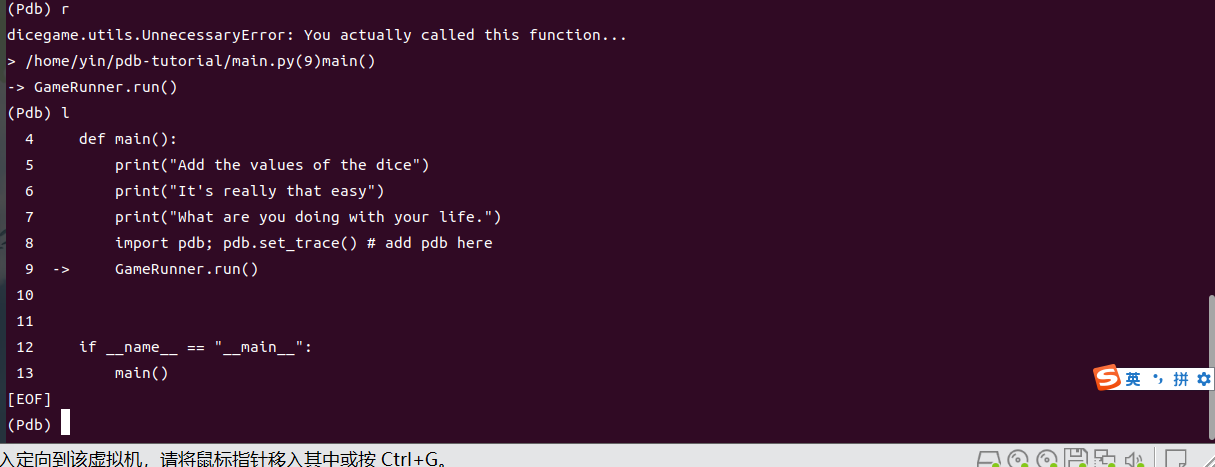 (Pdb) r
dicegame.utils.UnnecessaryError: You actually called this function...
> /home/yin/pdb-tutorial/main.py(9)main()
-> GameRunner.run()
(Pdb) l
  4     def main():
  5         print("Add the values of the dice")
  6         print("It's really that easy")
  7         print("What are you doing with your life.")
  8         import pdb; pdb.set_trace() # add pdb here
  9  ->     GameRunner.run()
 10
 11
 12     if __name__ == "__main__":
 13         main()
[EOF]
S 英 拼
(Pdb)
入定向到该虚拟机，请将鼠标指针移入其中或按 Ctrl+G。